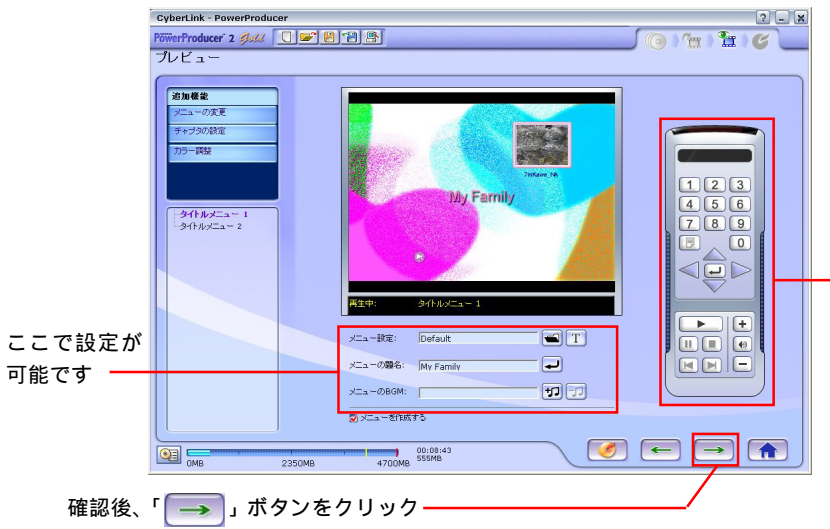 CyberLink - PowerProducer
PowerProducer 2 Gold
プレビュー
追加機能
メニューの変更
チャプタの設定
カラー調整
タイトルメニュー 1
タイトルメニュー 2
7mKawe_NA
My Family
再生中: タイトルメニュー 1
1 2 3
4 5 6
7 8 9
0
ここで設定が
可能です
メニュー設定: Default T
メニューの題名: My Family
メニューのBGM:
メニューを作成する
0MB 2350MB 4700MB
00:08:43
555MB
確認後、「 」ボタンをクリック